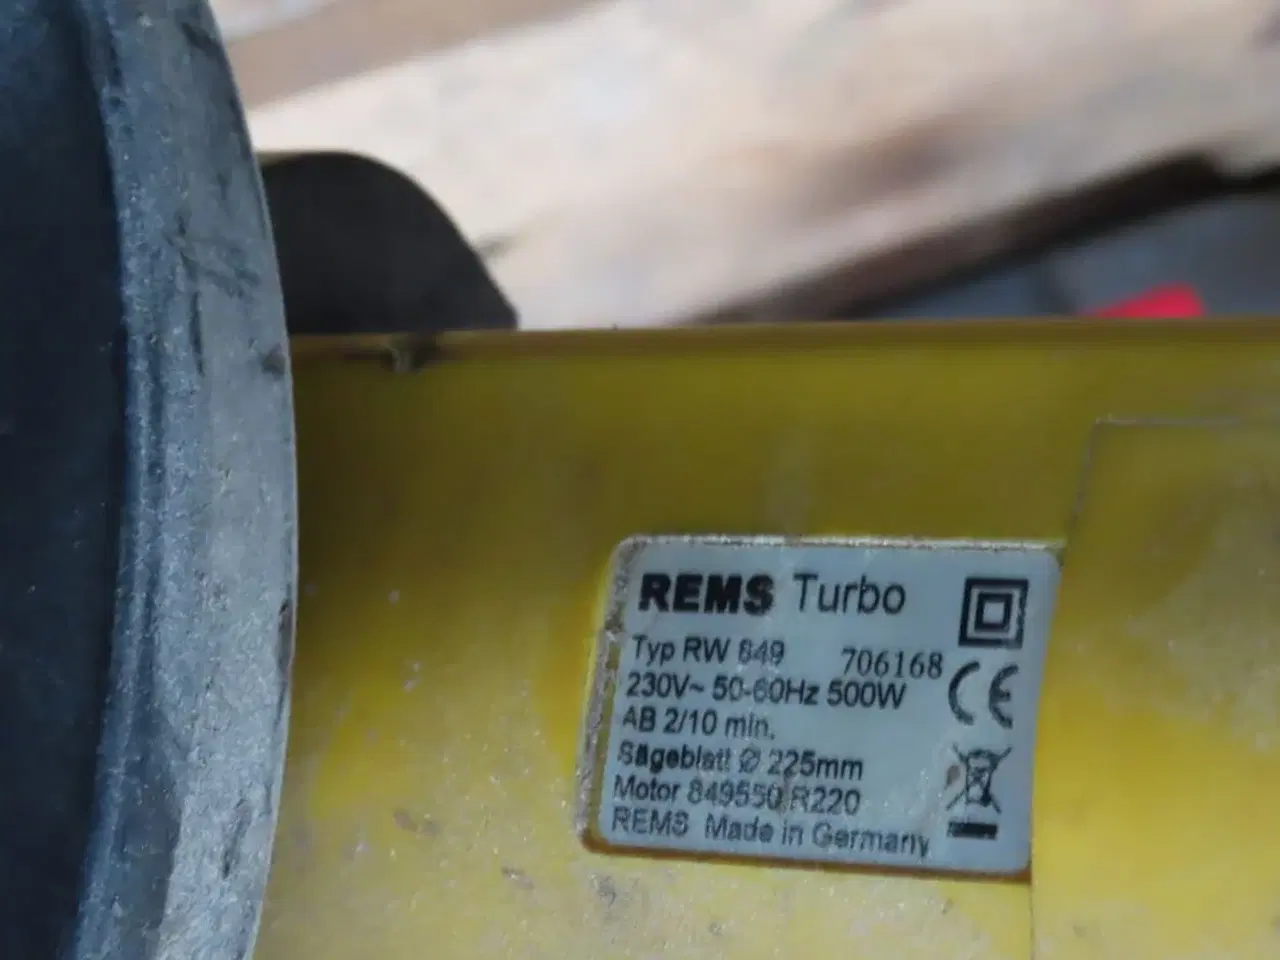 REMS Turbo
Typ RW 849 706168
230V~ 50-60Hz 500W
AB 2/10 min.
Sägeblatt Ø 225mm
Motor 849550 R220
REMS Made in Germany
CE